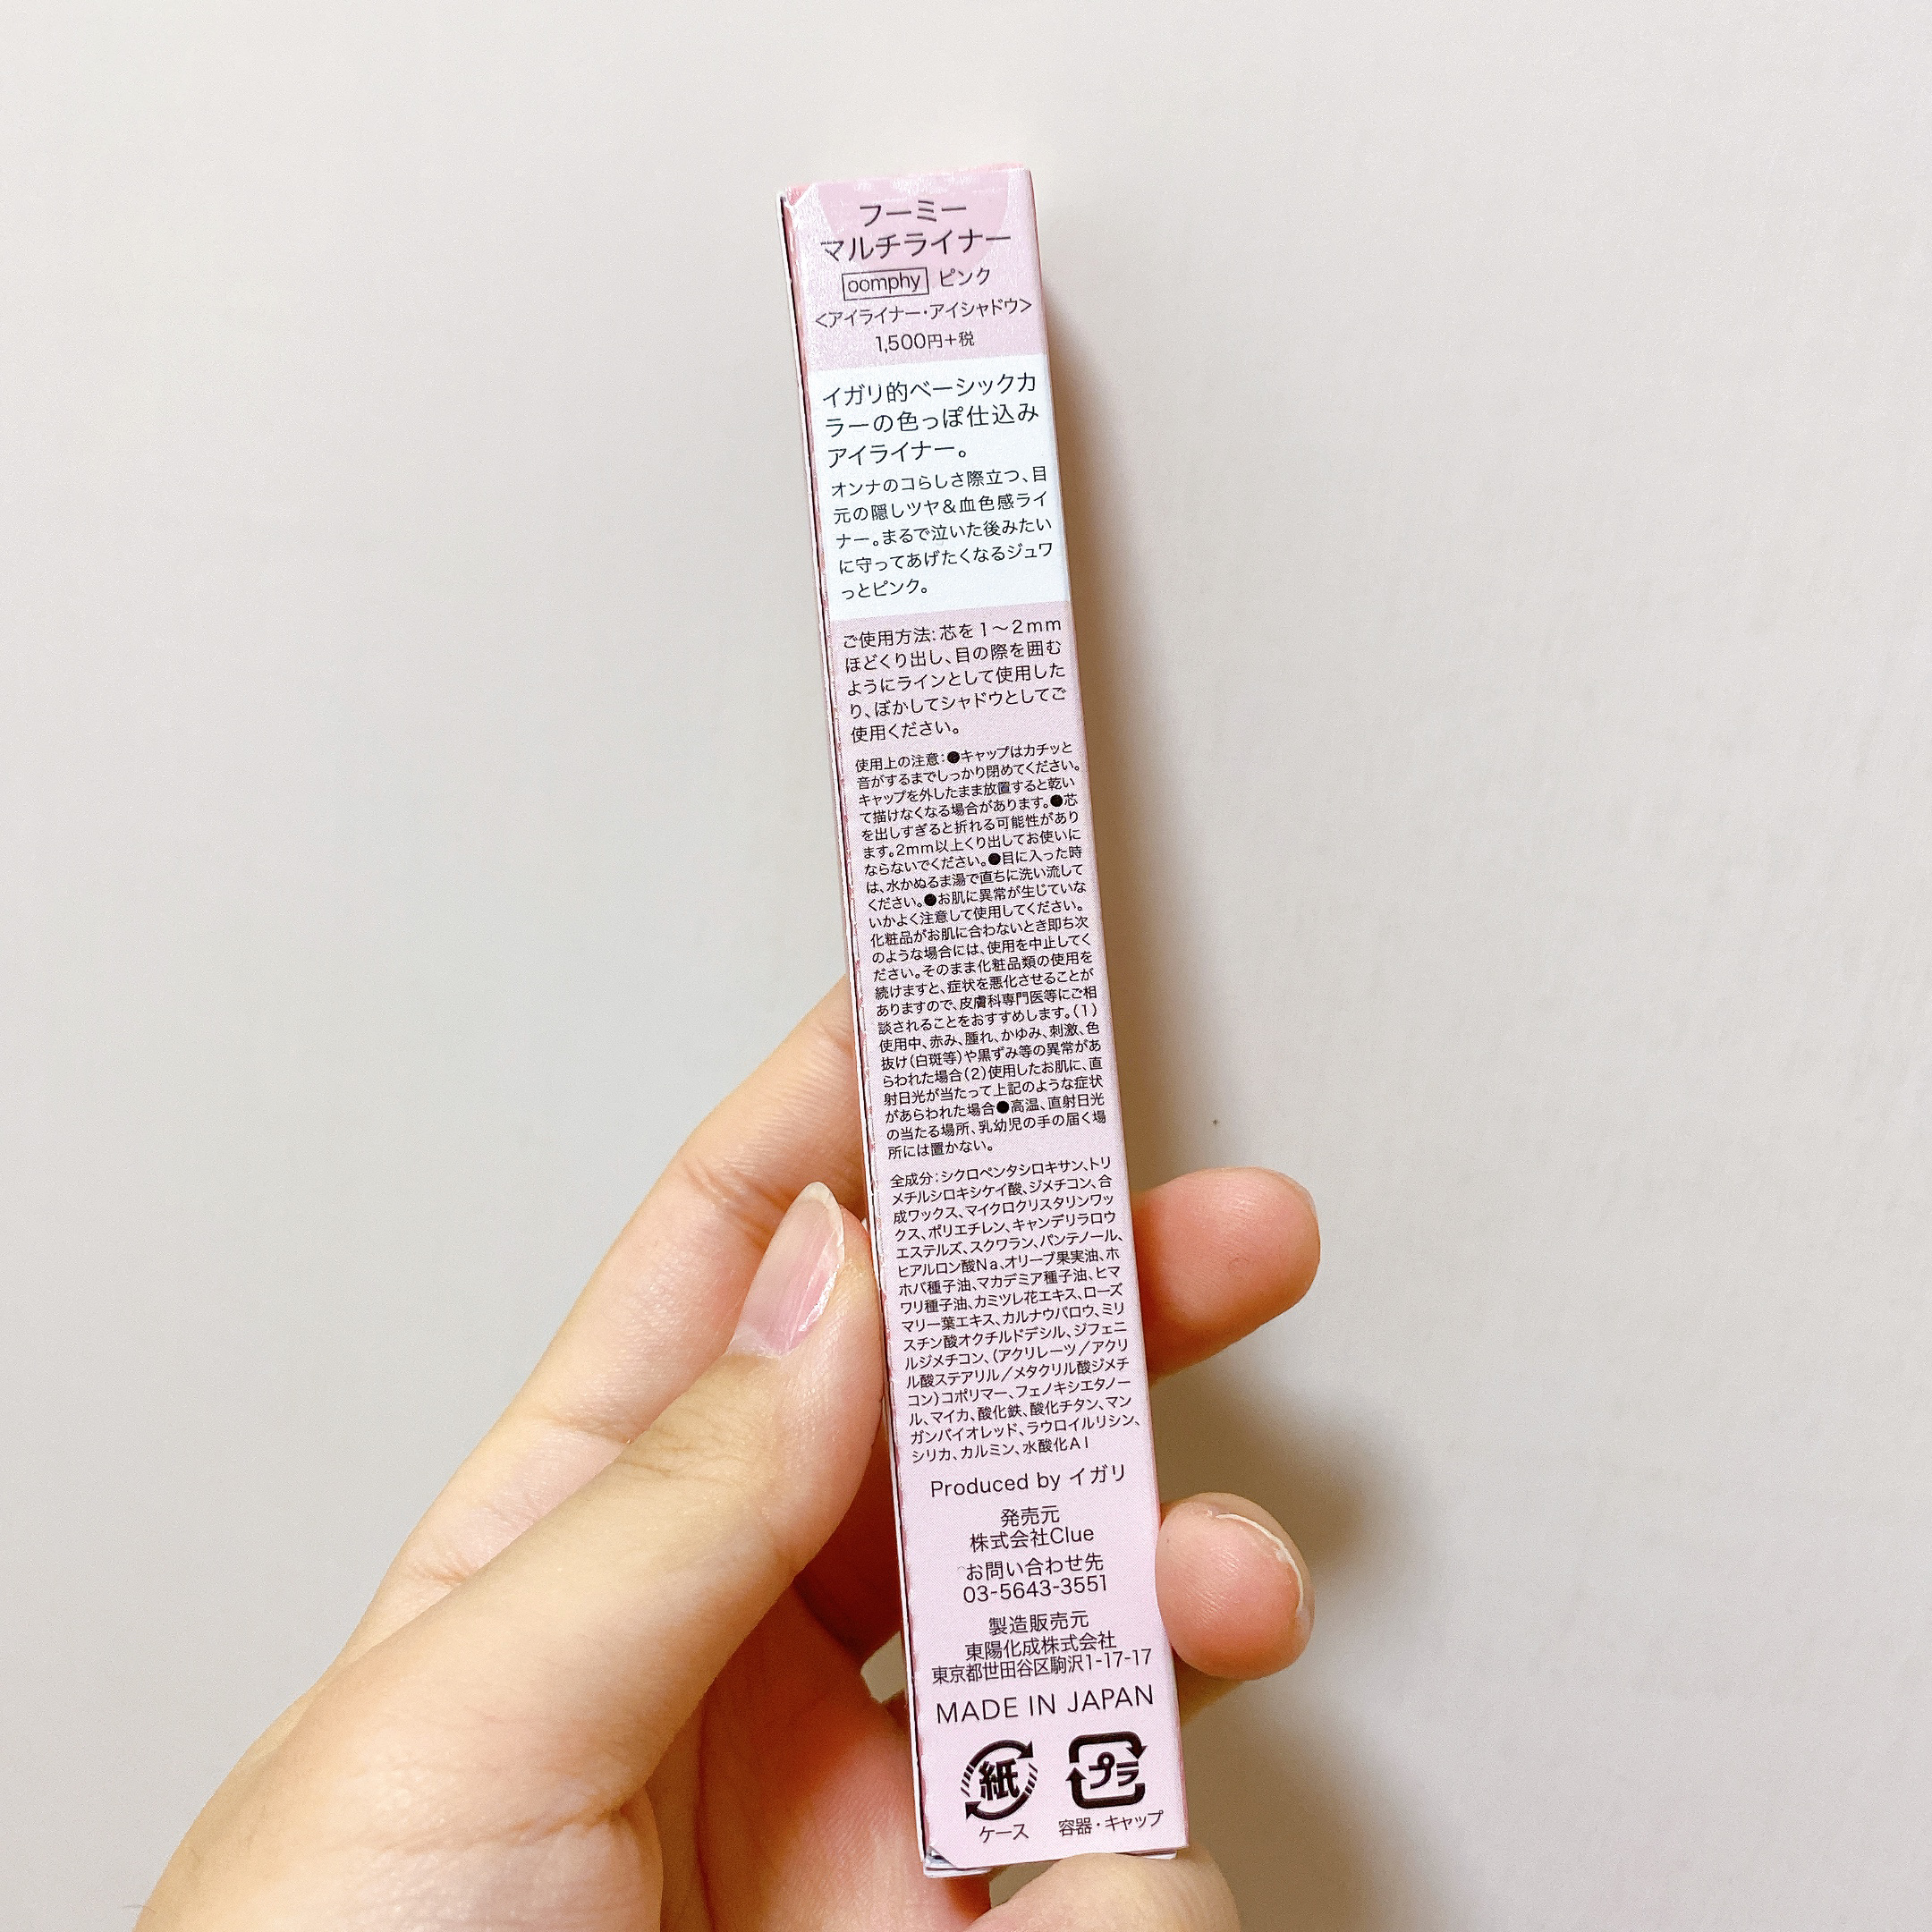 フーミー
マルチライナー
oomphy ピンク
<アイライナー・アイシャドウ>
1,500円+税
イガリ的ベーシックカ
ラーの色っぽ仕込み
アイライナー。
オンナのコらしさ際立つ、目
元の隠しツヤ&血色感ライ
ナー。まるで泣いた後みたい
に守ってあげたくなるジュワ
っとピンク。
ご使用方法:芯を1〜2mm
ほどくり出し、目の際を囲む
ようにラインとして使用した
り、ぼかしてシャドウとしてご
使用ください。
使用上の注意:●キャップはカチッと
音がするまでしっかり閉めてください。
キャップを外したまま放置すると乾い
て描けなくなる場合があります。●芯
を出しすぎると折れる可能性があり
ます。2mm以上くり出してお使いに
ならないでください。●目に入った時
は、水かぬるま湯で直ちに洗い流して
ください。●お肌に異常が生じていな
いかよく注意して使用してください。
化粧品がお肌に合わないとき即ち次
のような場合には、使用を中止してく
ださい。そのまま化粧品類の使用を
続けますと、症状を悪化させることが
ありますので、皮膚科専門医等にご相
談されることをおすすめします。(1)
使用中、赤み、腫れ、かゆみ、刺激、色
抜け(白斑等)や黒ずみ等の異常があ
らわれた場合(2)使用したお肌に、直
射日光が当たって上記のような症状
があらわれた場合●高温、直射日光
の当たる場所、乳幼児の手の届く場
所には置かない。
全成分:シクロペンタシロキサン、トリ
メチルシロキシケイ酸、ジメチコン、合
成ワックス、マイクロクリスタリンワッ
クス、ポリエチレン、キャンデリラロウ
エステルズ、スクワラン、パンテノール、
ヒアルロン酸Na、オリーブ果実油、ホ
ホバ種子油、マカデミア種子油、ヒマ
ワリ種子油、カミツレ花エキス、ローズ
マリー葉エキス、カルナウバロウ、ミリ
スチン酸オクチルドデシル、ジフェニ
ルジメチコン、(アクリレーツ/アクリ
ル酸ステアリル/メタクリル酸ジメチ
コン)コポリマー、フェノキシエタノー
ル、マイカ、酸化鉄、酸化チタン、マン
ガンバイオレッド、ラウロイルリシン、
シリカ、カルミン、水酸化Al
Produced by イガリ
発売元
株式会社Clue
お問い合わせ先
03-5643-3551
製造販売元
東陽化成株式会社
東京都世田谷区駒沢1-17-17
MADE IN JAPAN
紙 プラ
ケース 容器・キャップ